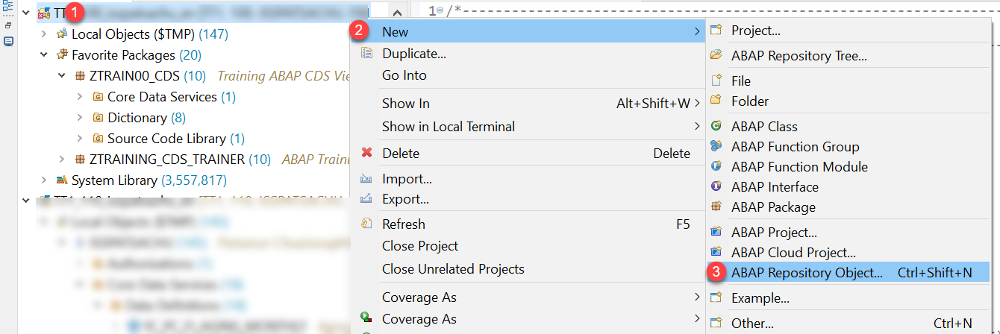 TT 1
Local Objects ($TMP) (147)
Favorite Packages (20)
ZTRAIN00_CDS (10) Training ABAP CDS Vie
Core Data Services (1)
Dictionary (8)
Source Code Library (1)
ZTRAINING_CDS_TRAINER (10) ABAP Traini
System Library (3,557,817)
2 New
Duplicate...
Go Into
Show In Alt+Shift+W
Show in Local Terminal
Delete Delete
Import...
Export...
Refresh F5
Close Project
Close Unrelated Projects
Coverage As
Coverage As
1 /*-----------------------------------------------------------------
Project...
ABAP Repository Tree...
File
Folder
ABAP Class
ABAP Function Group
ABAP Function Module
ABAP Interface
ABAP Package
ABAP Project...
ABAP Cloud Project...
3 ABAP Repository Object... Ctrl+Shift+N
Example...
Other... Ctrl+N